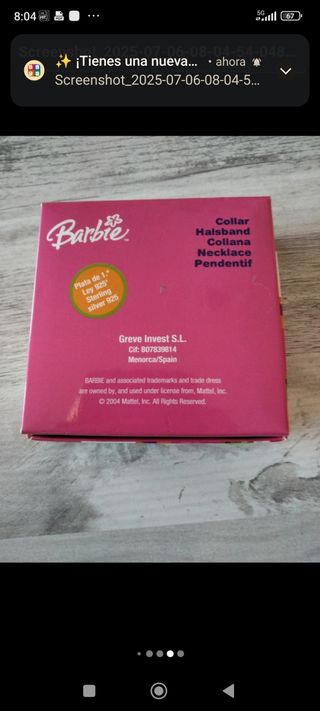 8:04
5G
67
✨ ¡Tienes una nueva... • ahora
Screenshot_2025-07-06-08-04-5...
Barbie
Collar
Halsband
Collana
Necklace
Pendentif
Plata de 1.ª
Ley 925'
Sterling
silver 925
Greve Invest S.L.
Cif: B07839814
Menorca/Spain
BARBIE and associated trademarks and trade dress
are owned by, and used under license from, Mattel, Inc.
© 2004 Mattel, Inc. All Rights Reserved.